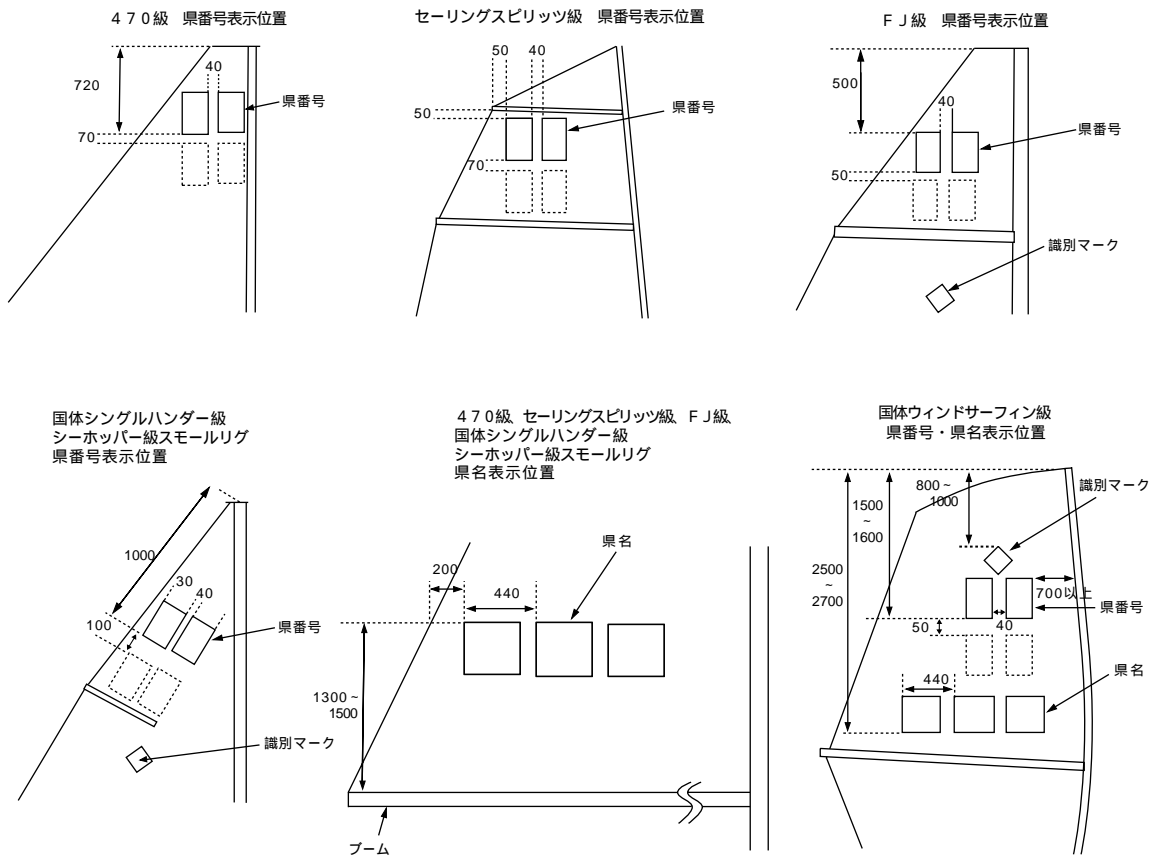 ４７０級　県番号表示位置
720
40
70
県番号
セーリングスピリッツ級　県番号表示位置
50
40
50
70
県番号
ＦＪ級　県番号表示位置
500
40
50
県番号
識別マーク
国体シングルハンダー級
シーホッパー級スモールリグ
県番号表示位置
1000
30
40
100
県番号
識別マーク
４７０級、セーリングスピリッツ級、ＦＪ級、
国体シングルハンダー級
シーホッパー級スモールリグ
県名表示位置
県名
200
440
1300～
1500
ブーム
国体ウィンドサーフィン級
県番号・県名表示位置
800～
1000
識別マーク
1500
～
1600
2500
～
2700
700以上
県番号
50
40
440
県名